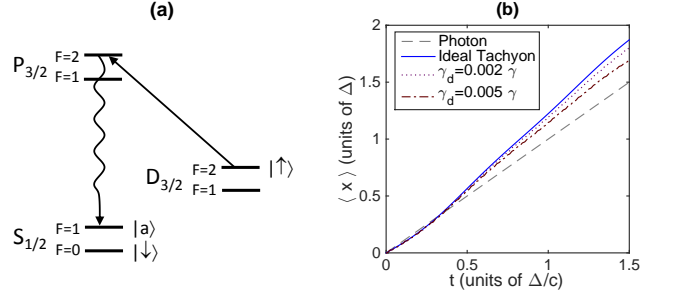 (a)
P3/2
F=2
F=1
D3/2
F=2
F=1
|↑⟩
S1/2
F=1
F=0
|a⟩
|↓⟩
(b)
Photon
Ideal Tachyon
γd=0.002 γ
γd=0.005 γ
2
1.5
1
0.5
0
⟨ x ⟩ (units of Δ)
0
0.5
1
1.5
t (units of Δ/c)